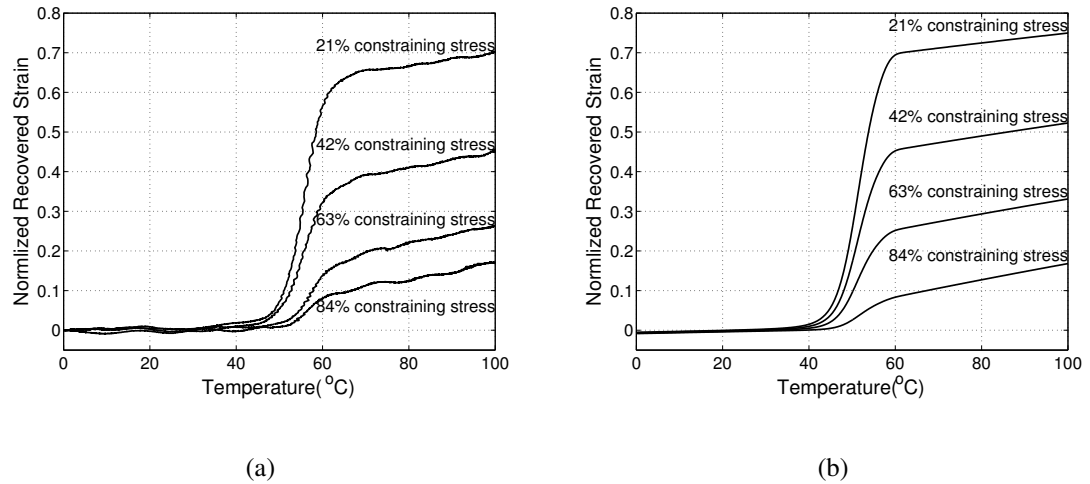 0.8
0.7
0.6
0.5
0.4
0.3
0.2
0.1
0
Normlized Recovered Strain
21% constraining stress
42% constraining stress
63% constraining stress
84% constraining stress
0 20 40 60 80 100
Temperature(°C)
(a)
0.8
0.7
0.6
0.5
0.4
0.3
0.2
0.1
0
Normlized Recovered Strain
21% constraining stress
42% constraining stress
63% constraining stress
84% constraining stress
0 20 40 60 80 100
Temperature(°C)
(b)